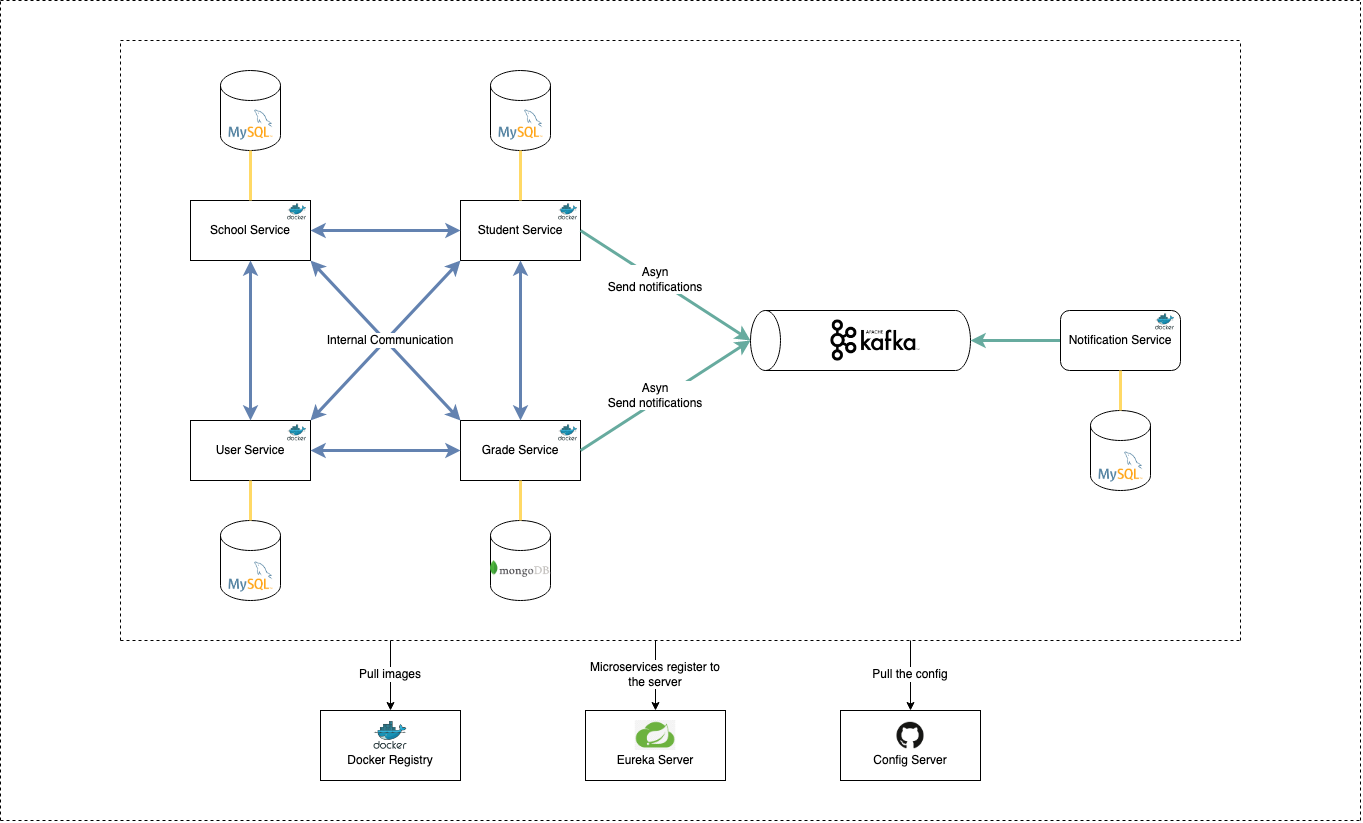 MySQL
MySQL
docker
School Service
docker
Student Service
Asyn
Send notifications
APACHE
kafka
docker
Notification Service
Internal Communication
Asyn
Send notifications
docker
User Service
docker
Grade Service
MySQL
MySQL
mongoDB
Pull images
Microservices register to
the server
Pull the config
docker
Docker Registry
Eureka Server
Config Server